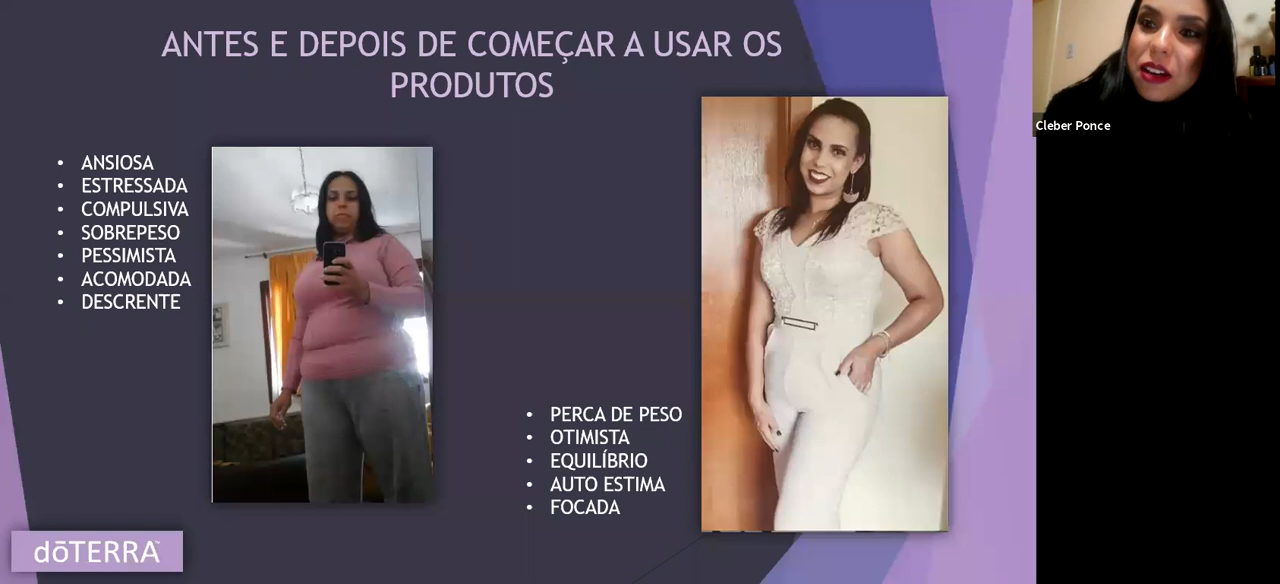 ANTES E DEPOIS DE COMEÇAR A USAR OS
PRODUTOS
• ANSIOSA
• ESTRESSADA
• COMPULSIVA
• SOBREPESO
• PESSIMISTA
• ACOMODADA
• DESCRENTE
• PERCA DE PESO
• OTIMISTA
• EQUILÍBRIO
• AUTO ESTIMA
• FOCADA
dōTERRA™
Cleber Ponce